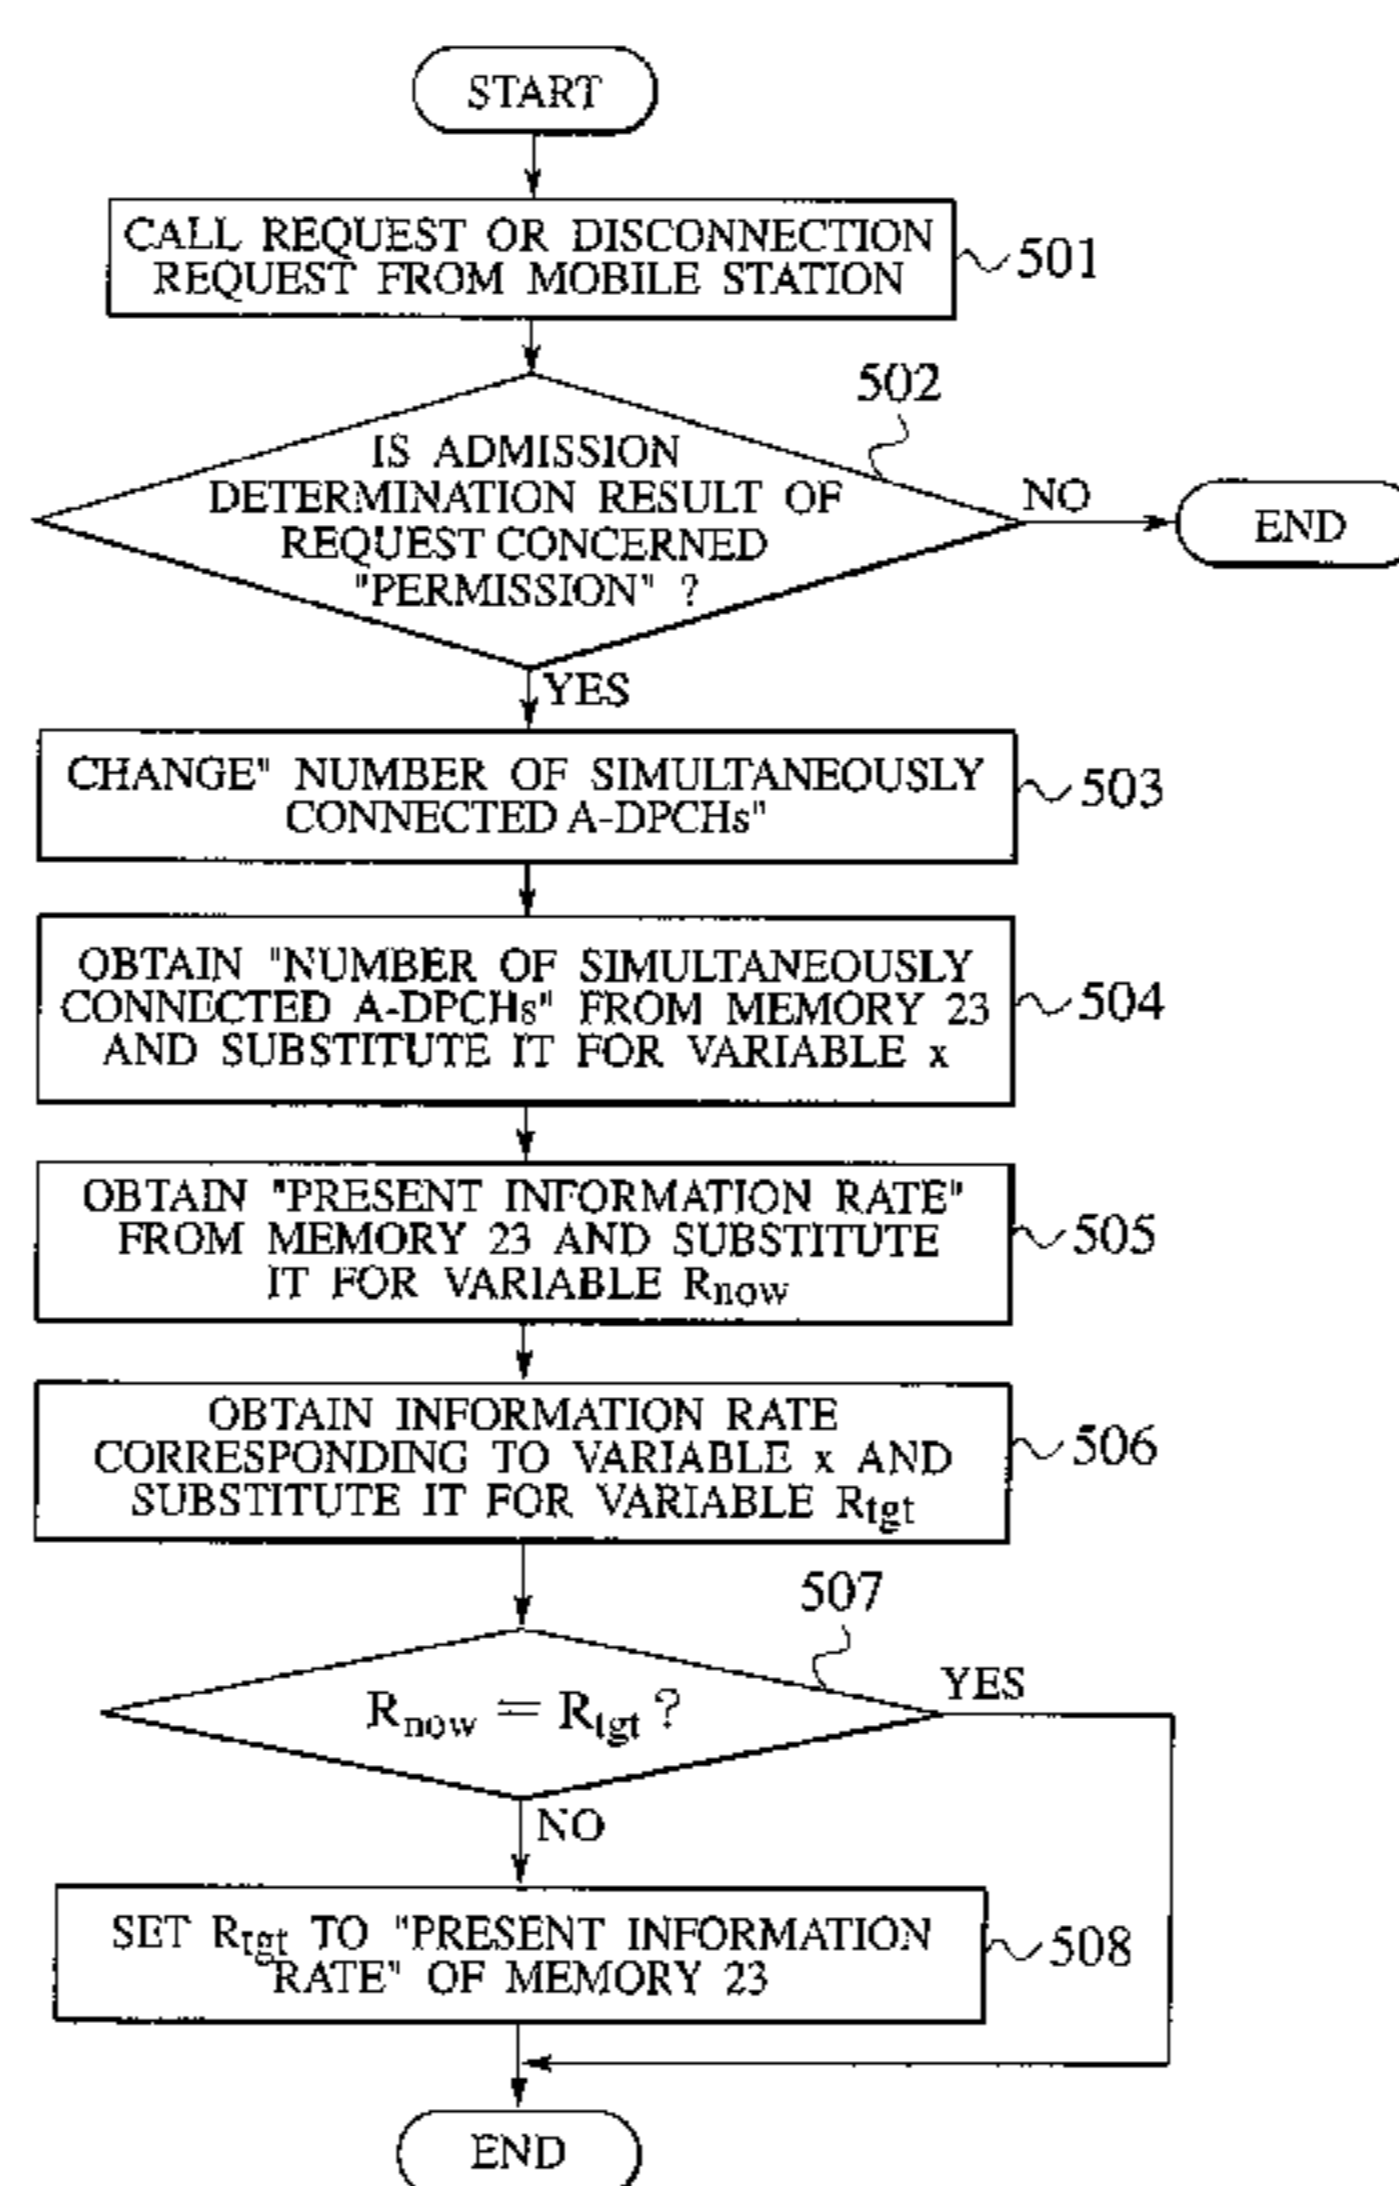 START
CALL REQUEST OR DISCONNECTION
REQUEST FROM MOBILE STATION
501
502
IS ADMISSION
DETERMINATION RESULT OF
REQUEST CONCERNED
"PERMISSION" ?
NO
END
YES
CHANGE" NUMBER OF SIMULTANEOUSLY
CONNECTED A-DPCHs"
503
OBTAIN "NUMBER OF SIMULTANEOUSLY
CONNECTED A-DPCHs" FROM MEMORY 23
AND SUBSTITUTE IT FOR VARIABLE x
504
OBTAIN "PRESENT INFORMATION RATE"
FROM MEMORY 23 AND SUBSTITUTE
IT FOR VARIABLE Rnow
505
OBTAIN INFORMATION RATE
CORRESPONDING TO VARIABLE x AND
SUBSTITUTE IT FOR VARIABLE Rtgt
506
507
Rnow = Rtgt ?
YES
NO
SET Rtgt TO "PRESENT INFORMATION
RATE" OF MEMORY 23
508
END